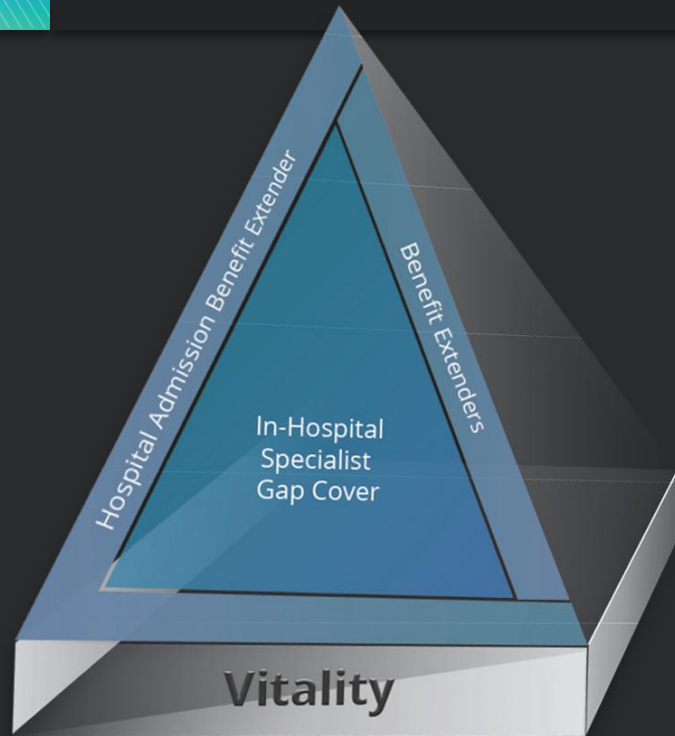 Hospital Admission Benefit Extender
Benefit Extenders
In-Hospital
Specialist
Gap Cover
Vitality